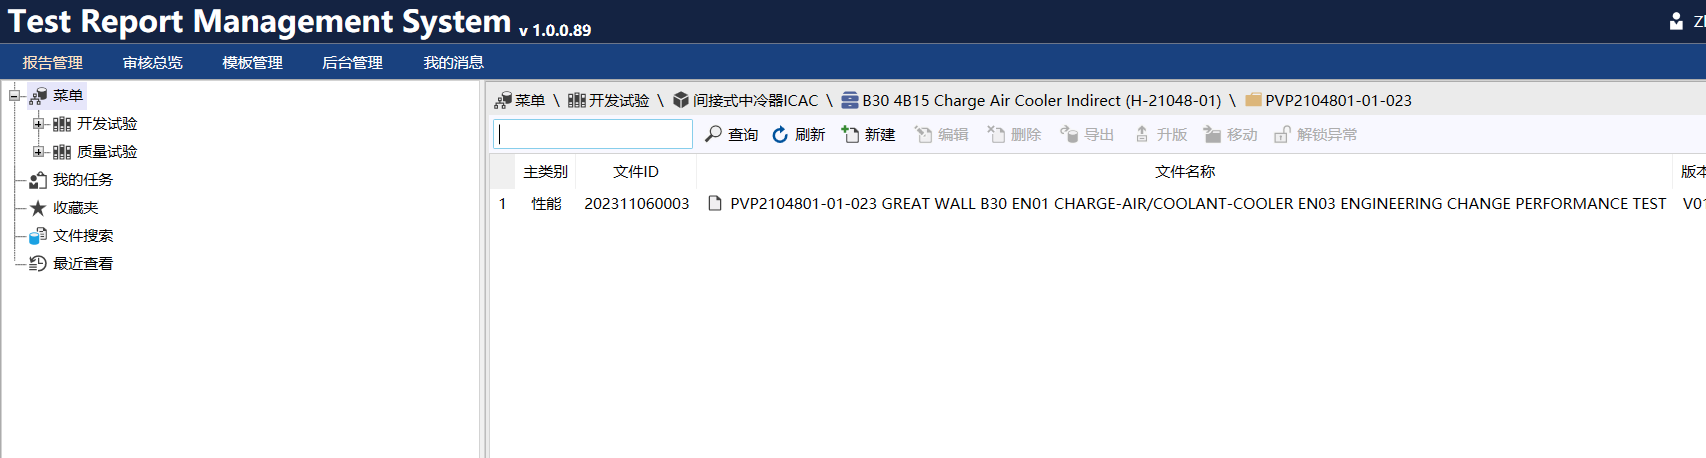 Test Report Management System v 1.0.0.89
报告管理 审核总览 模板管理 后台管理 我的消息
菜单
开发试验
质量试验
我的任务
收藏夹
文件搜索
最近查看
菜单 \ 开发试验 \ 间接式中冷器ICAC \ B30 4B15 Charge Air Cooler Indirect (H-21048-01) \ PVP2104801-01-023
查询 刷新 新建 编辑 删除 导出 升版 移动 解锁异常
主类别 文件ID 文件名称 版本
1 性能 202311060003 PVP2104801-01-023 GREAT WALL B30 EN01 CHARGE-AIR/COOLANT-COOLER EN03 ENGINEERING CHANGE PERFORMANCE TEST V01